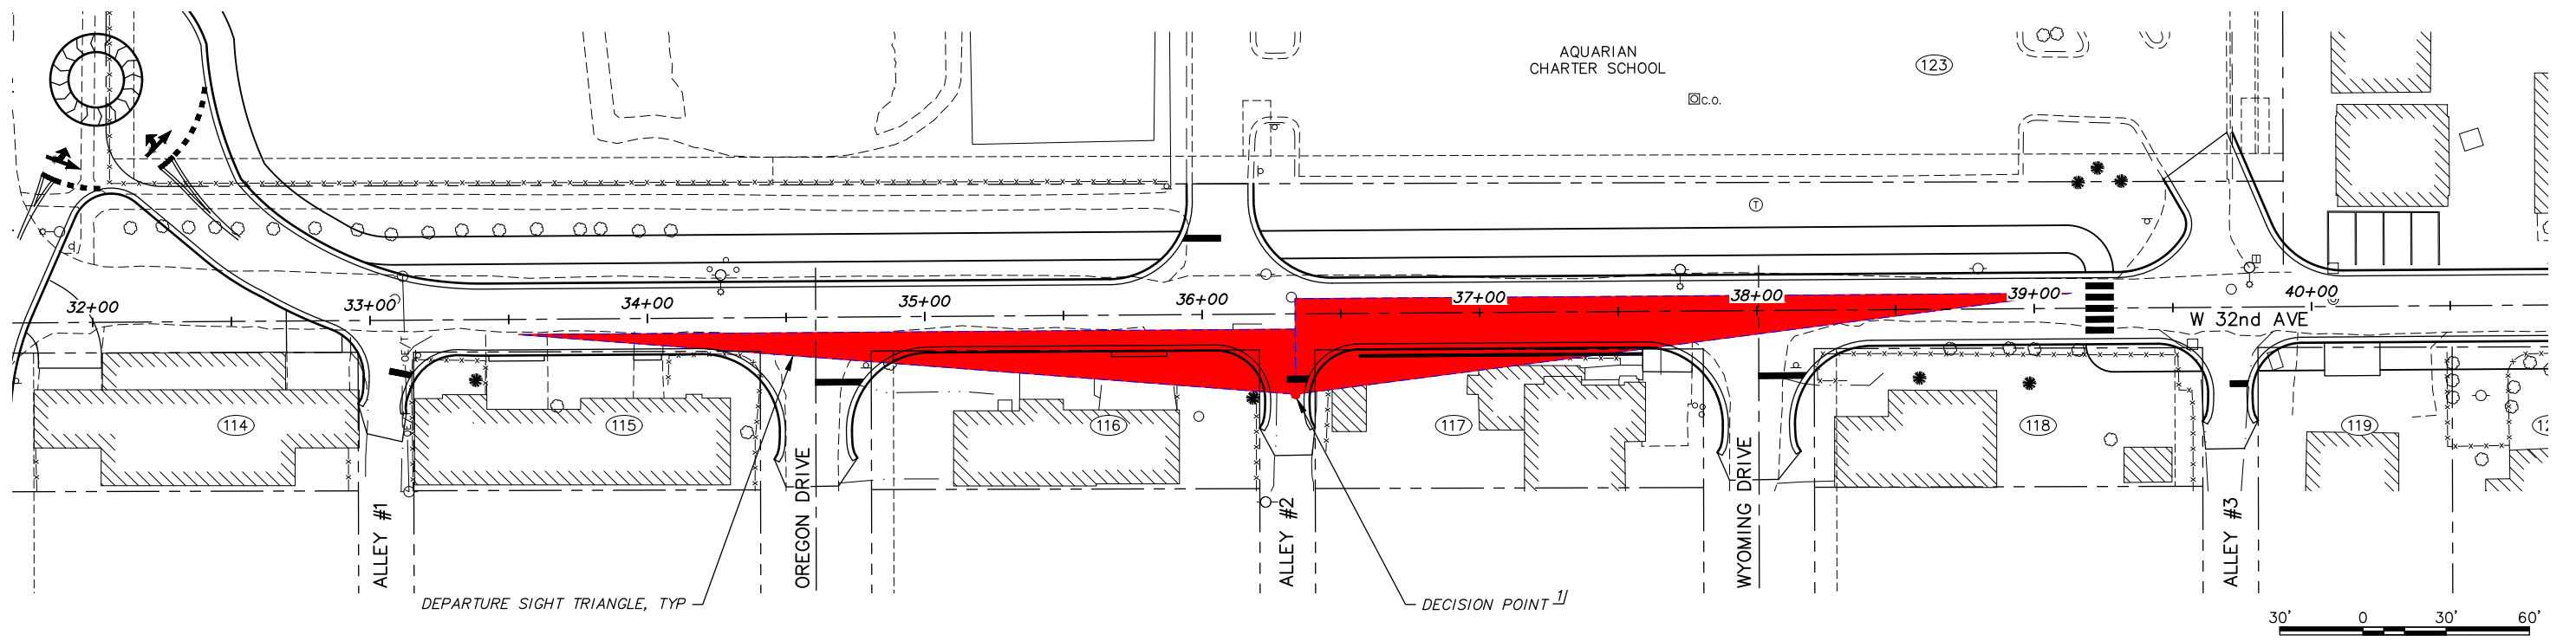 AQUARIAN
CHARTER SCHOOL
123
C.O.
T
32+00
33+00
34+00
35+00
36+00
37+00
38+00
39+00
40+00
W 32nd AVE
OE/T
114
115
116
117
118
119
ALLEY #1
OREGON DRIVE
ALLEY #2
WYOMING DRIVE
ALLEY #3
DEPARTURE SIGHT TRIANGLE, TYP
DECISION POINT 1/
30' 0 30' 60'